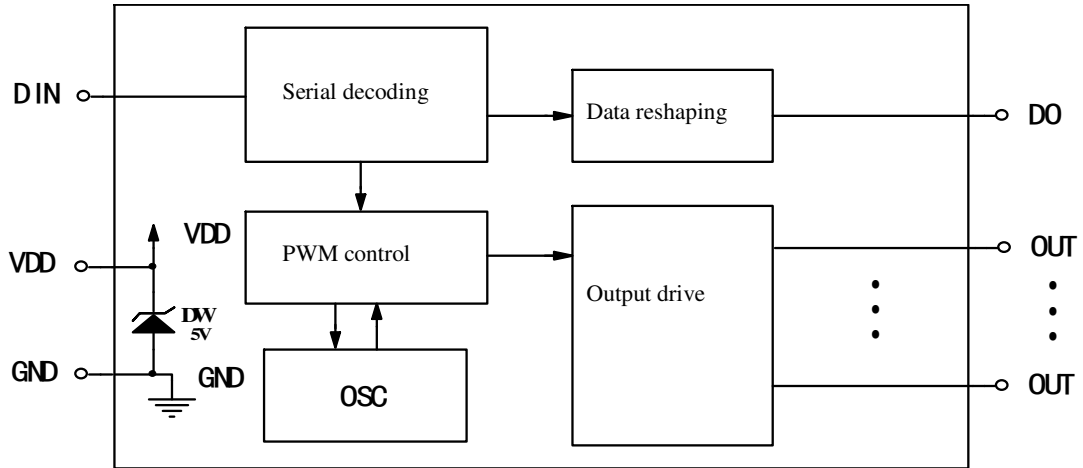 DIN
Serial decoding
Data reshaping
DO
VDD
PWM control
OUT
VDD
DW
5V
Output drive
GND
GND
OSC
OUT